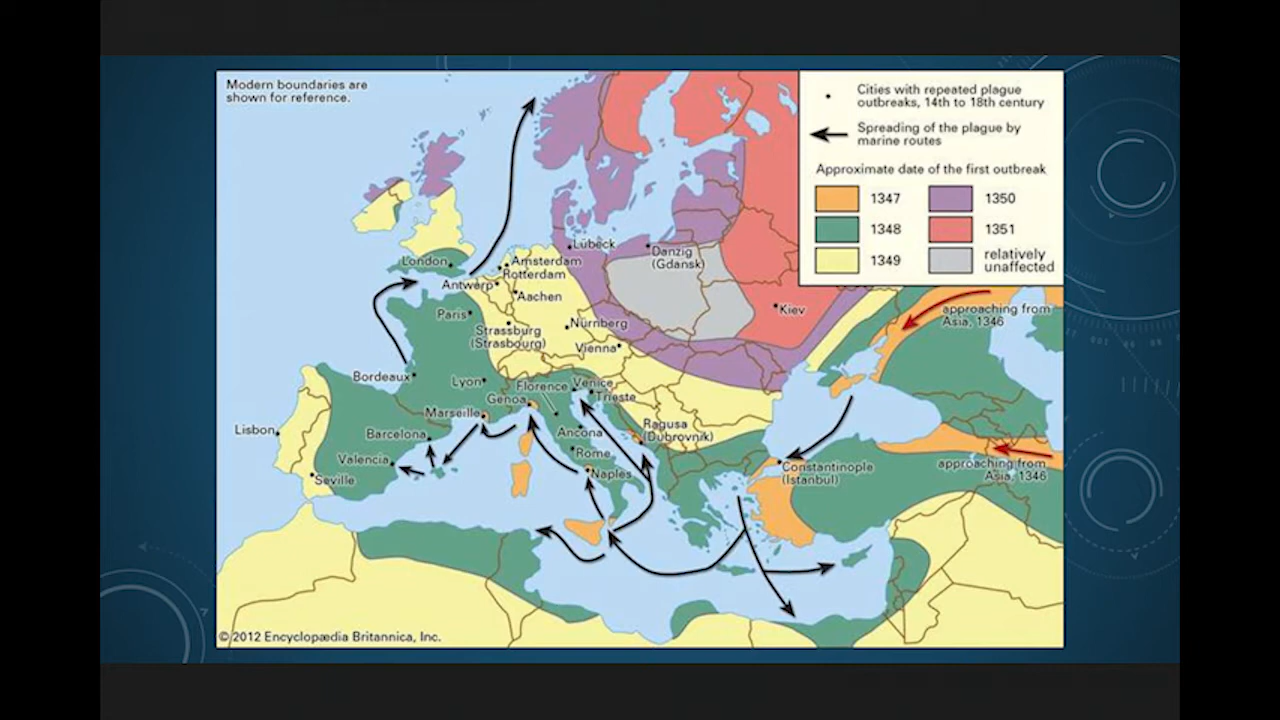 Modern boundaries are
shown for reference.
Cities with repeated plague
outbreaks, 14th to 18th century
Spreading of the plague by
marine routes
Approximate date of the first outbreak
1347
1350
1348
1351
1349
relatively
unaffected
Lübeck
Danzig
(Gdansk)
London
Amsterdam
Rotterdam
Antwerp
Aachen
Kiev
approaching from
Asia, 1346
Paris
Strassburg
(Strasbourg)
Nürnberg
Vienna
Bordeaux
Lyon
Florence
Venice
Trieste
Genoa
Marseille
Lisbon
Barcelona
Ancona
Ragusa
(Dubrovnik)
Valencia
Rome
Seville
Naples
Constantinople
(Istanbul)
approaching from
Asia, 1346
© 2012 Encyclopædia Britannica, Inc.